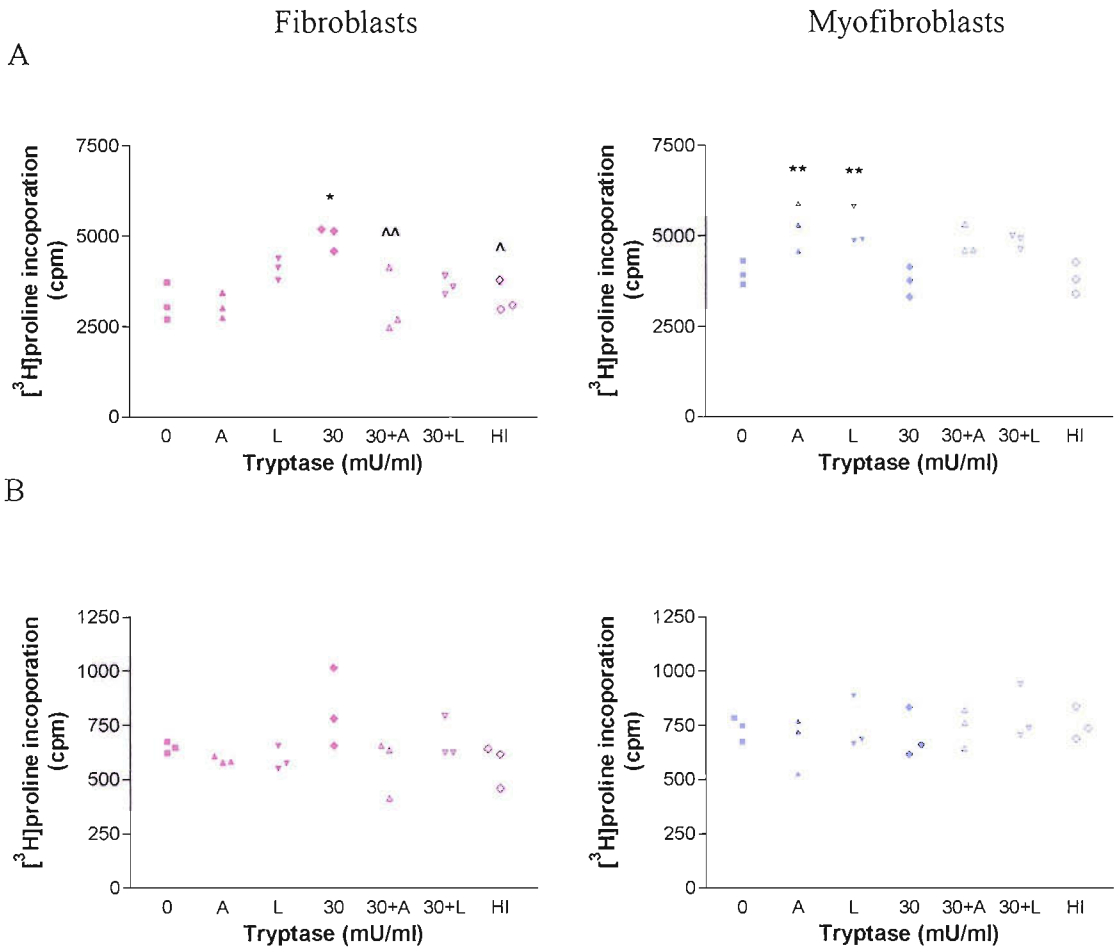 Fibroblasts Myofibroblasts
A
[³H]proline incoporation
(cpm)
7500
5000
2500
0
*
^^
^
0 A L 30 30+A 30+L HI
Tryptase (mU/ml)
[³H]proline incoporation
(cpm)
7500
5000
2500
0
** **
0 A L 30 30+A 30+L HI
Tryptase (mU/ml)
B
[³H]proline incoporation
(cpm)
1250
1000
750
500
250
0
0 A L 30 30+A 30+L HI
Tryptase (mU/ml)
[³H]proline incoporation
(cpm)
1250
1000
750
500
250
0
0 A L 30 30+A 30+L HI
Tryptase (mU/ml)